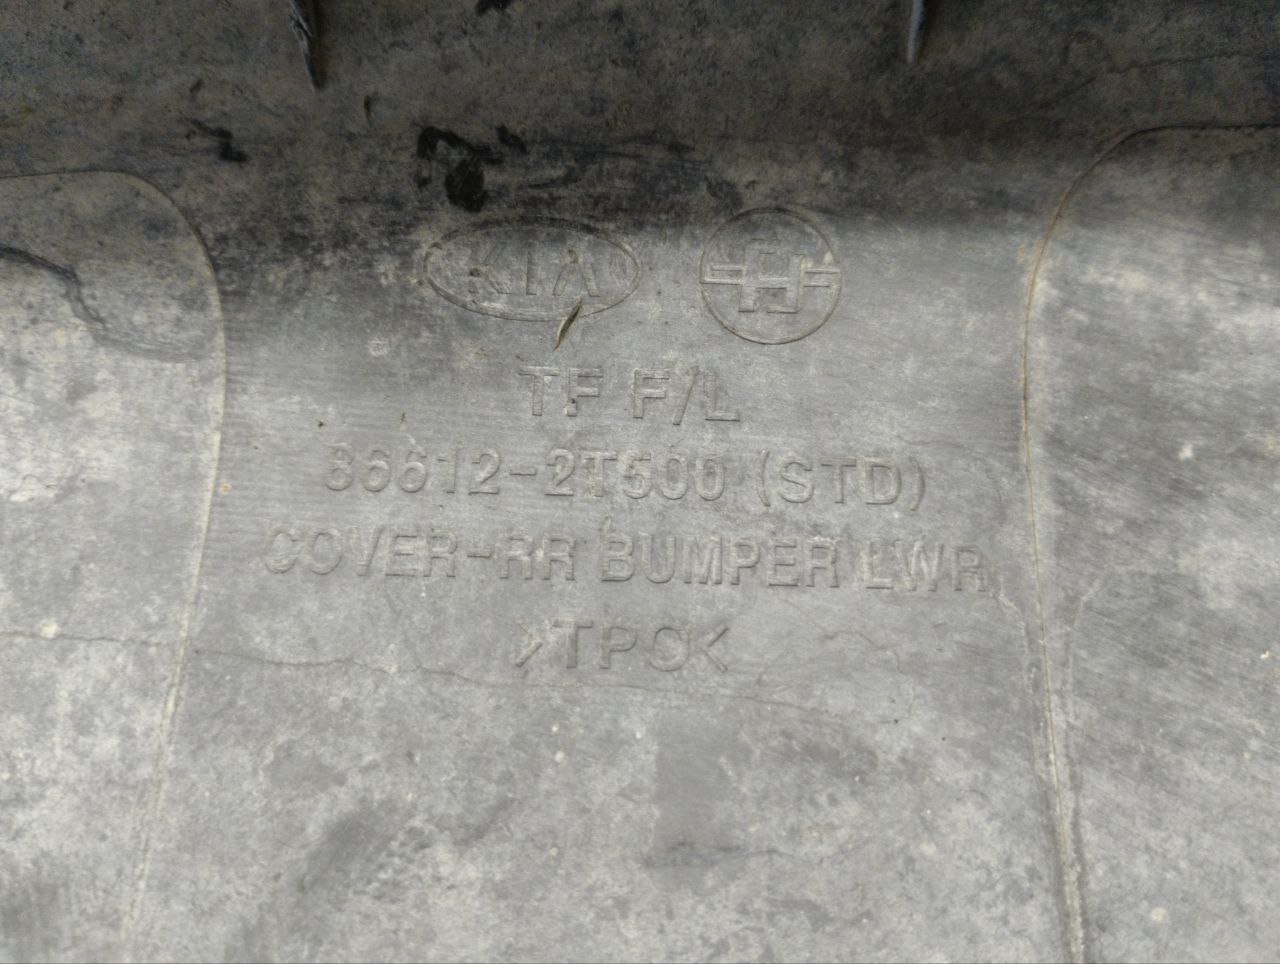 KIA
TF F/L
86612-2T500 (STD)
COVER-RR BUMPER LWR
>TPO<